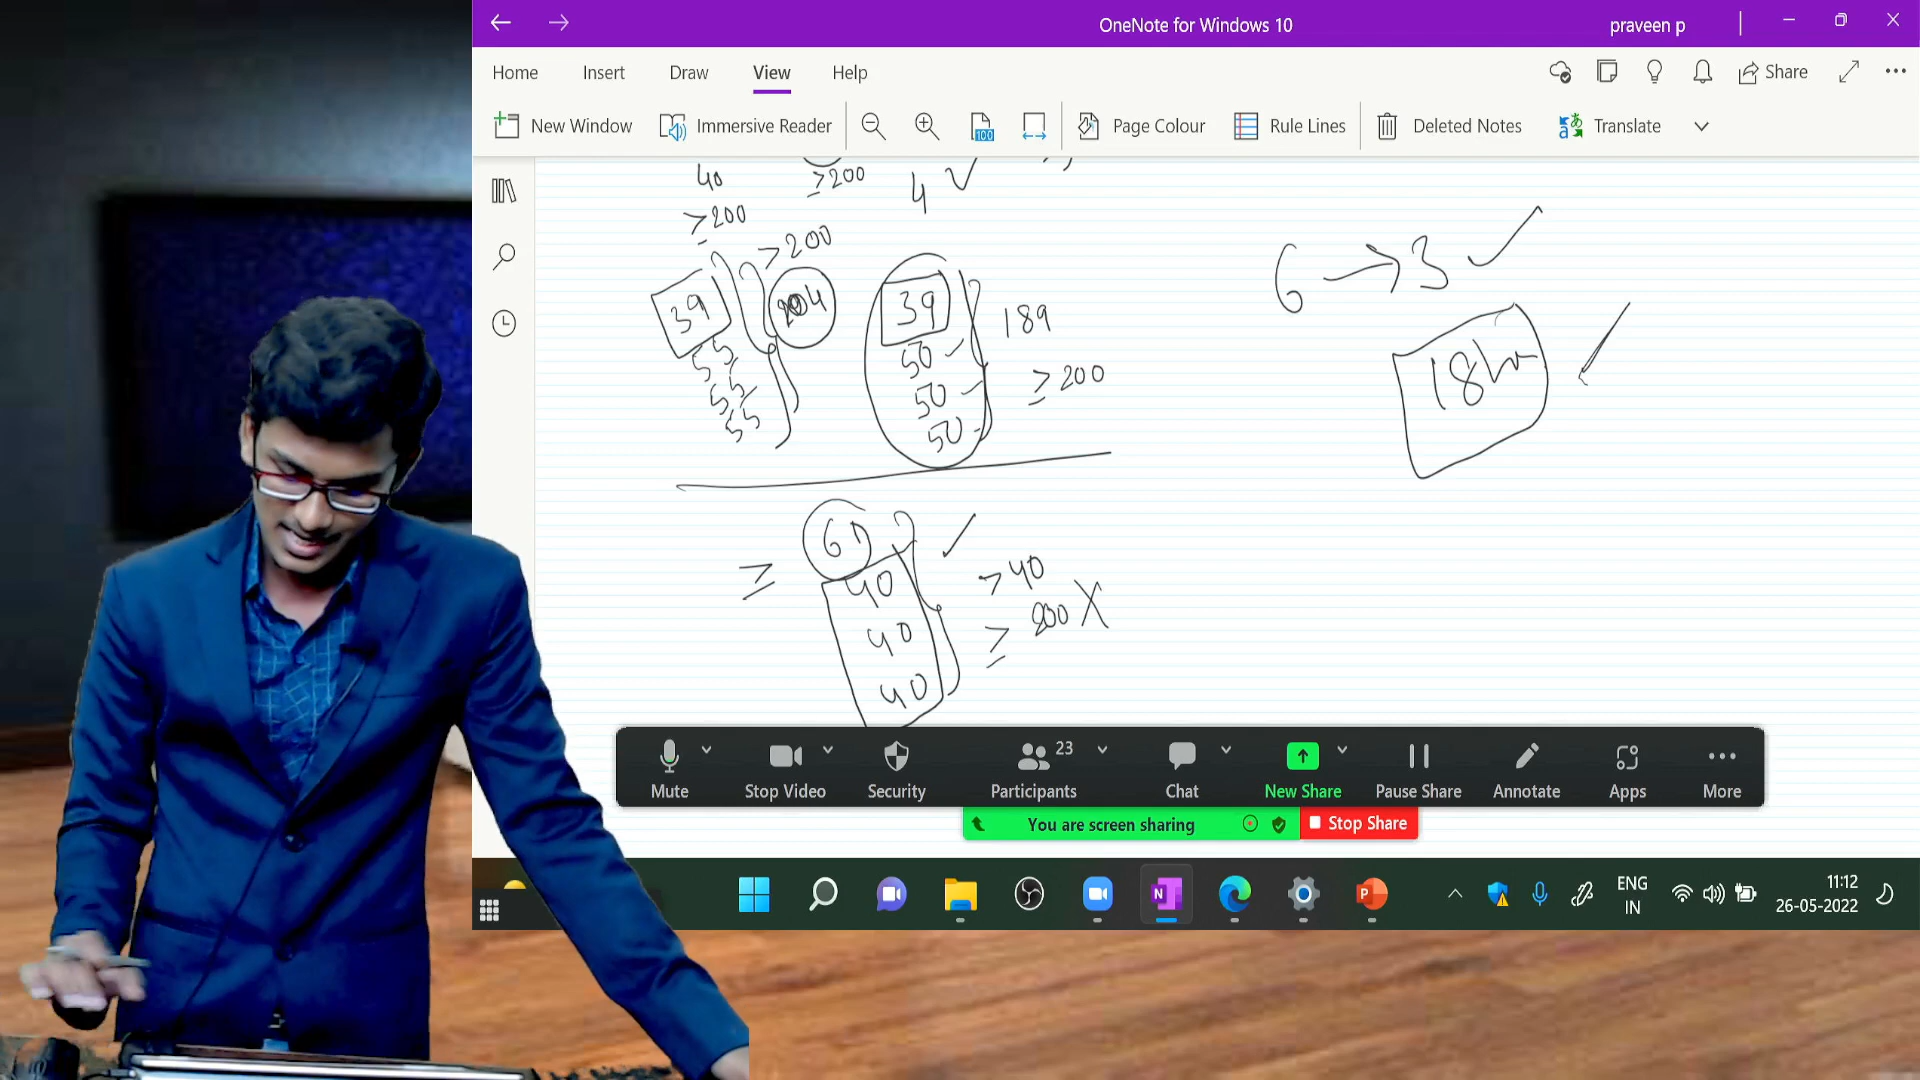 OneNote for Windows 10
praveen p
Home Insert Draw View Help
Share
New Window Immersive Reader 100 Page Colour Rule Lines Deleted Notes Translate
40 ≥200 4 ✓
≥200
>200
39 204 39 189
55 50
55 50 ≥200
55 50
6 → 3 ✓
18hr
40 >40
40 ≥ 200 X
40
Mute Stop Video Security Participants 23 Chat New Share Pause Share Annotate Apps More
You are screen sharing Stop Share
ENG
IN
11:12
26-05-2022